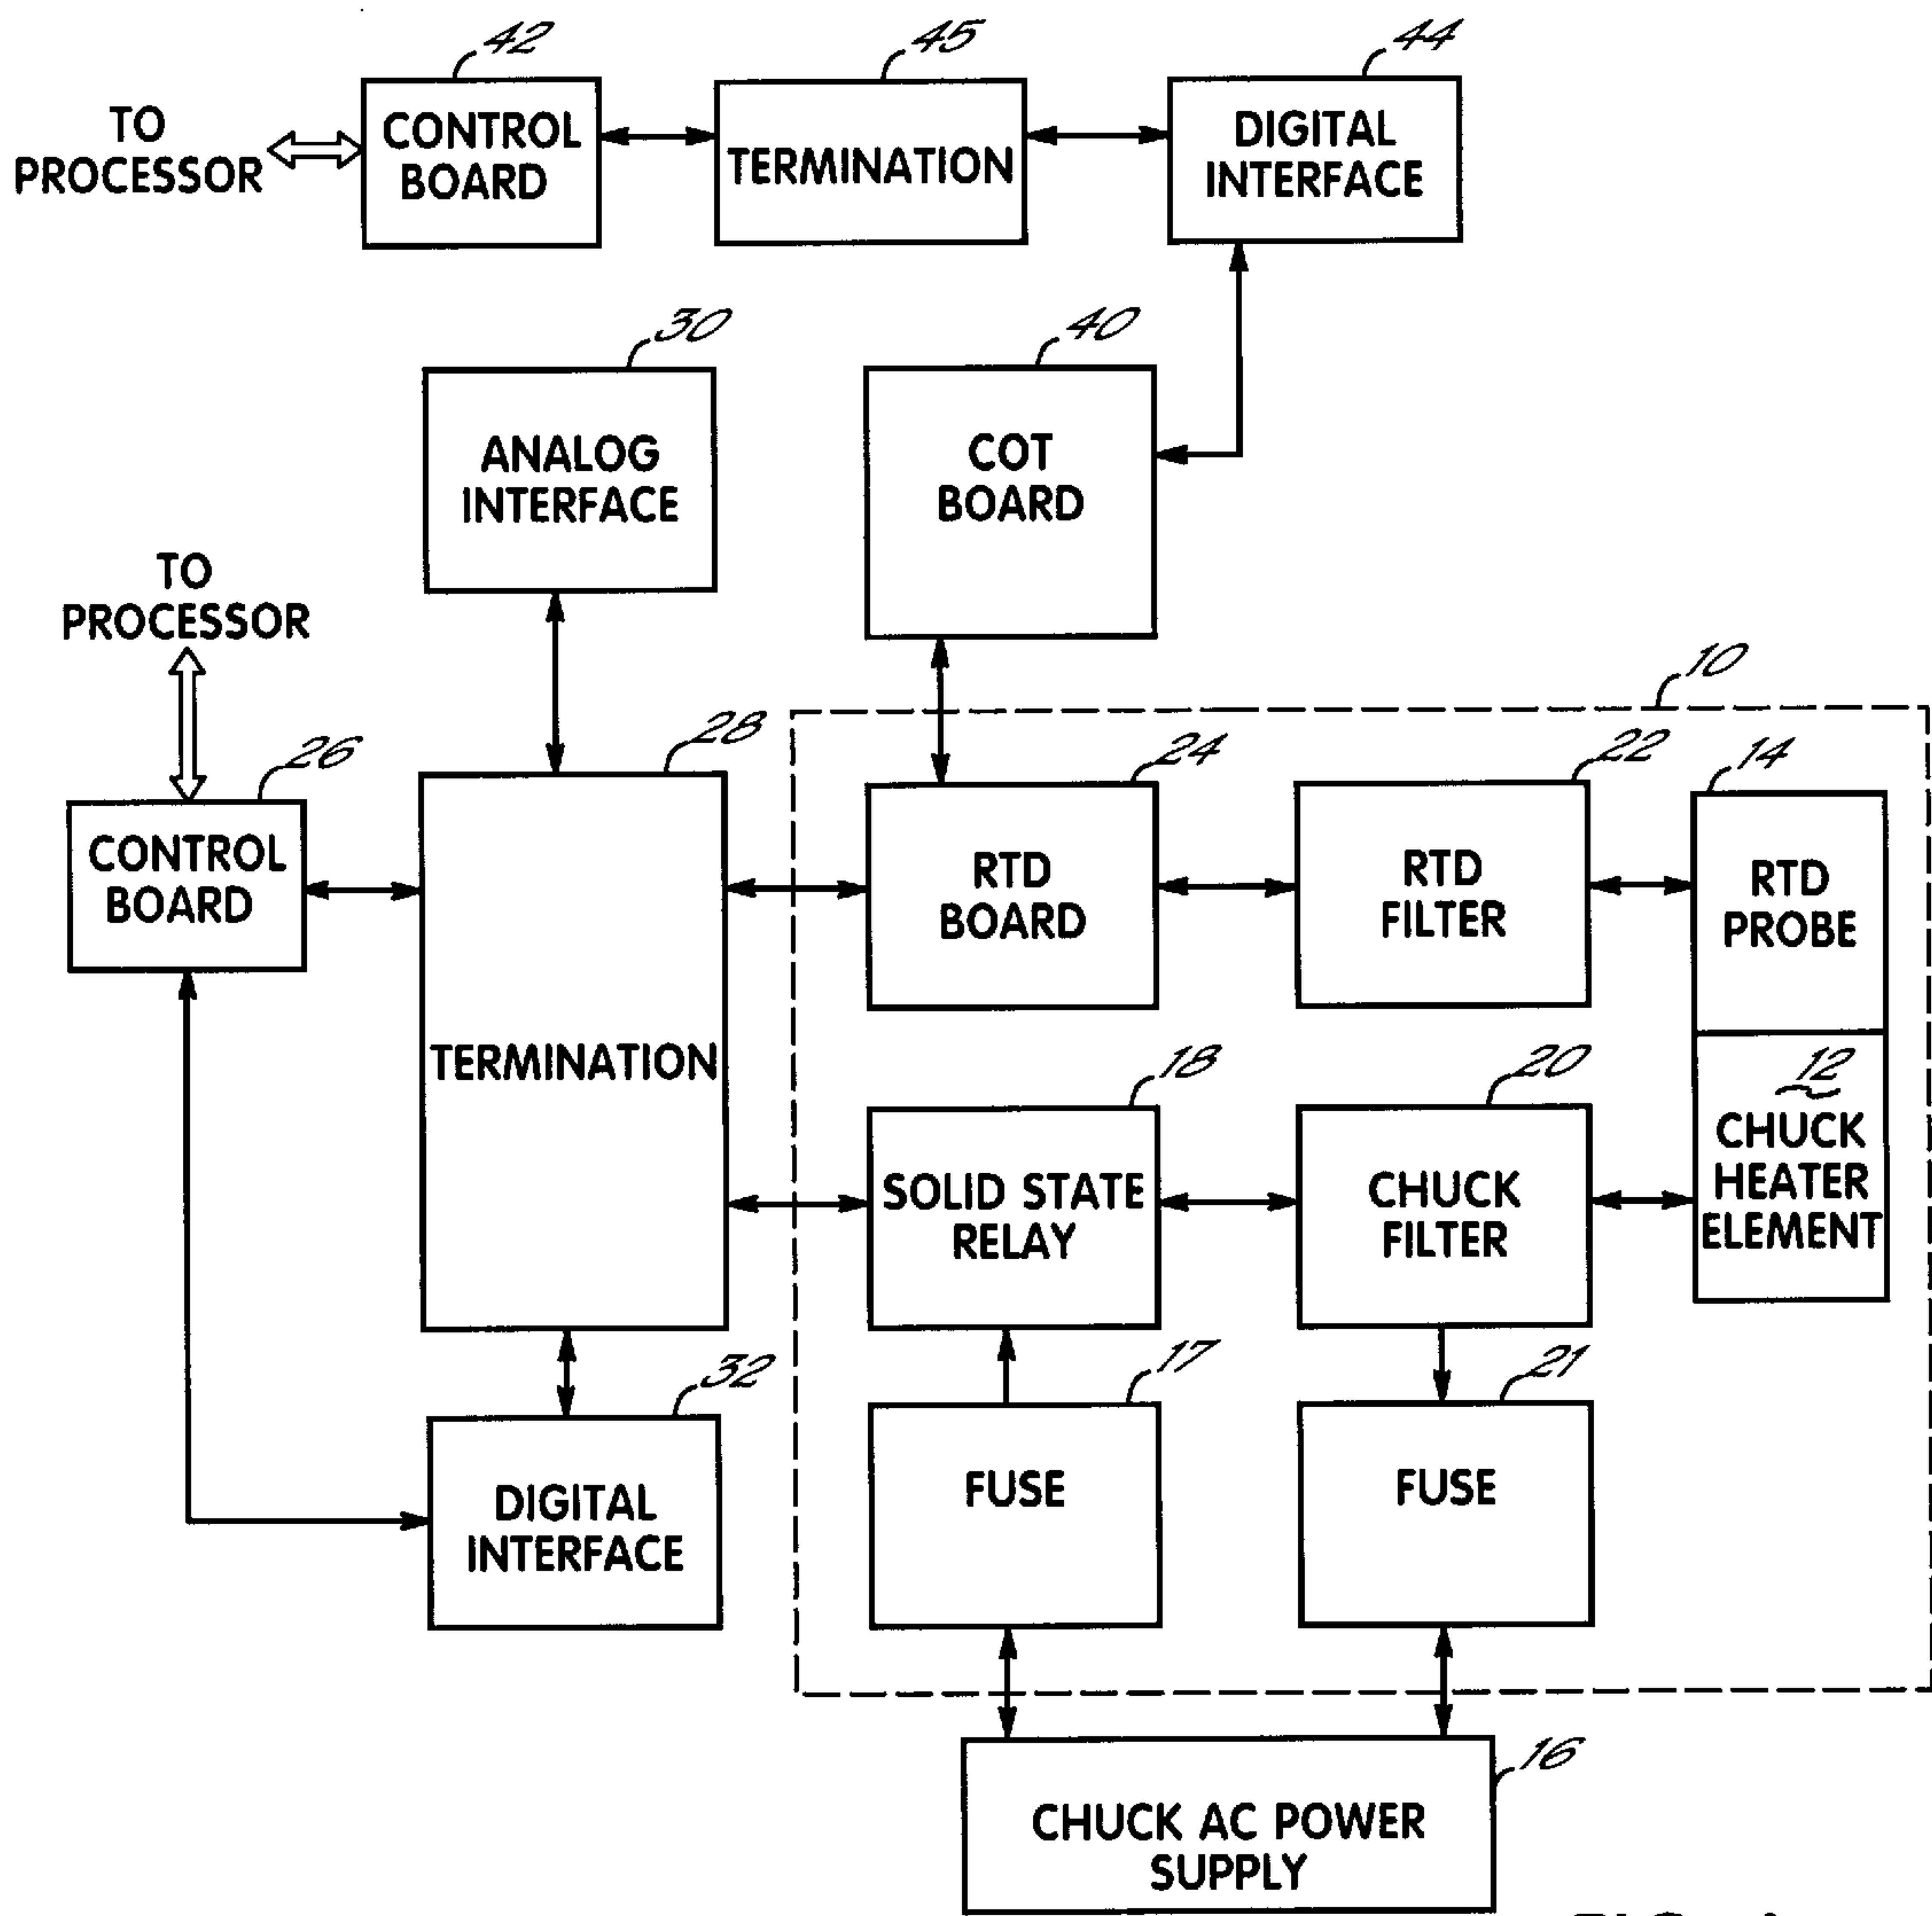 42
45
44
TO
PROCESSOR
CONTROL
BOARD
TERMINATION
DIGITAL
INTERFACE
30
40
ANALOG
INTERFACE
COT
BOARD
TO
PROCESSOR
10
26
28
24
22
14
CONTROL
BOARD
RTD
BOARD
RTD
FILTER
RTD
PROBE
TERMINATION
18
20
12
SOLID STATE
RELAY
CHUCK
FILTER
CHUCK
HEATER
ELEMENT
32
17
21
DIGITAL
INTERFACE
FUSE
FUSE
16
CHUCK AC POWER
SUPPLY